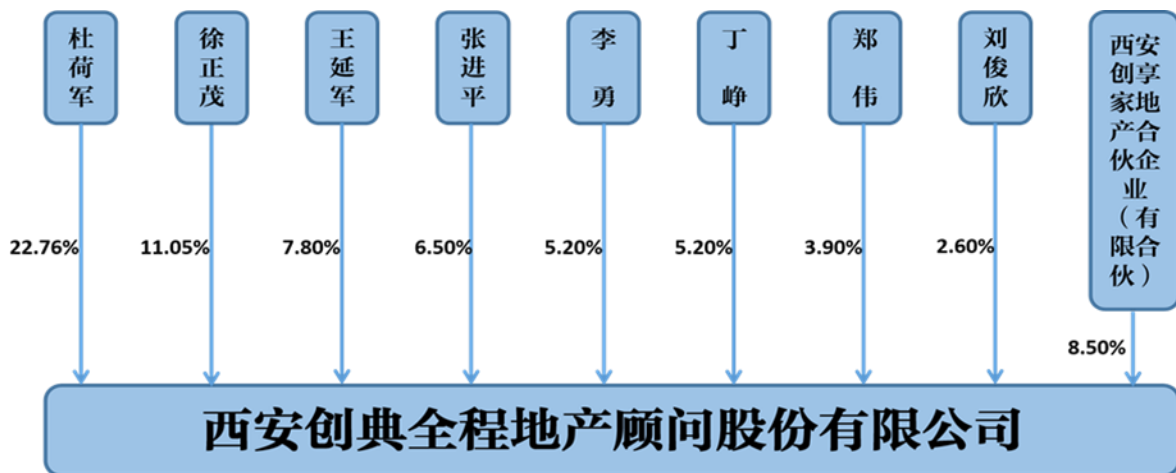 杜荷军
徐正茂
王延军
张进平
李勇
丁峥
郑伟
刘俊欣
西安
创享
家地
产合
伙企
业
（有
限合
伙）
22.76%
11.05%
7.80%
6.50%
5.20%
5.20%
3.90%
2.60%
8.50%
西安创典全程地产顾问股份有限公司